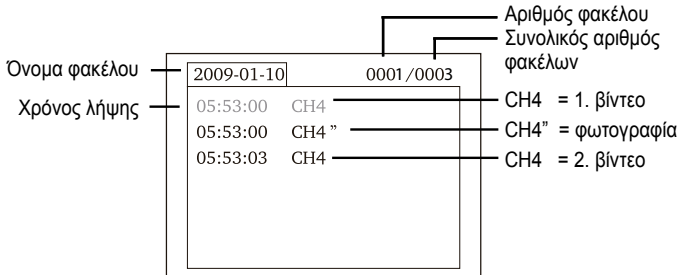 Αριθμός φακέλου
Συνολικός αριθμός
φακέλων
Όνομα φακέλου
2009-01-10
0001/0003
Χρόνος λήψης
05:53:00 CH4
CH4 = 1. βίντεο
05:53:00 CH4 ”
CH4” = φωτογραφία
05:53:03 CH4
CH4 = 2. βίντεο